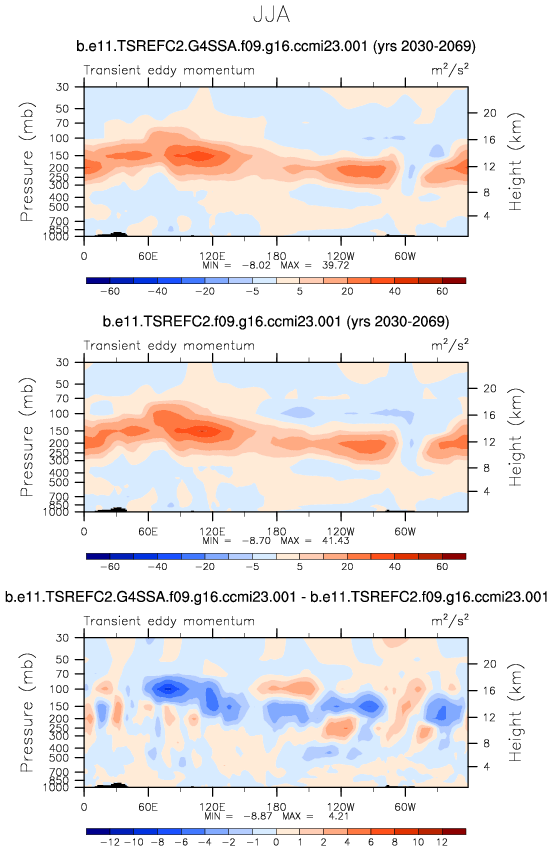 JJA
b.e11.TSREFC2.G4SSA.f09.g16.ccmi23.001 (yrs 2030-2069)
Transient eddy momentum m²/s²
Pressure (mb)
30
50
70
100
150
200
250
300
400
500
700
850
1000
Height (km)
20
16
12
8
4
0 60E 120E 180W 120W 60W
MIN = -8.02 MAX = 39.72
-60 -40 -20 -5 5 20 40 60
b.e11.TSREFC2.f09.g16.ccmi23.001 (yrs 2030-2069)
Transient eddy momentum m²/s²
Pressure (mb)
30
50
70
100
150
200
250
300
400
500
700
850
1000
Height (km)
20
16
12
8
4
0 60E 120E 180W 120W 60W
MIN = -8.70 MAX = 41.43
-60 -40 -20 -5 5 20 40 60
b.e11.TSREFC2.G4SSA.f09.g16.ccmi23.001 - b.e11.TSREFC2.f09.g16.ccmi23.001
Transient eddy momentum m²/s²
Pressure (mb)
30
50
70
100
150
200
250
300
400
500
700
850
1000
Height (km)
20
16
12
8
4
0 60E 120E 180W 120W 60W
MIN = -8.87 MAX = 4.21
-12 -10 -8 -6 -4 -2 -1 0 1 2 4 6 8 10 12